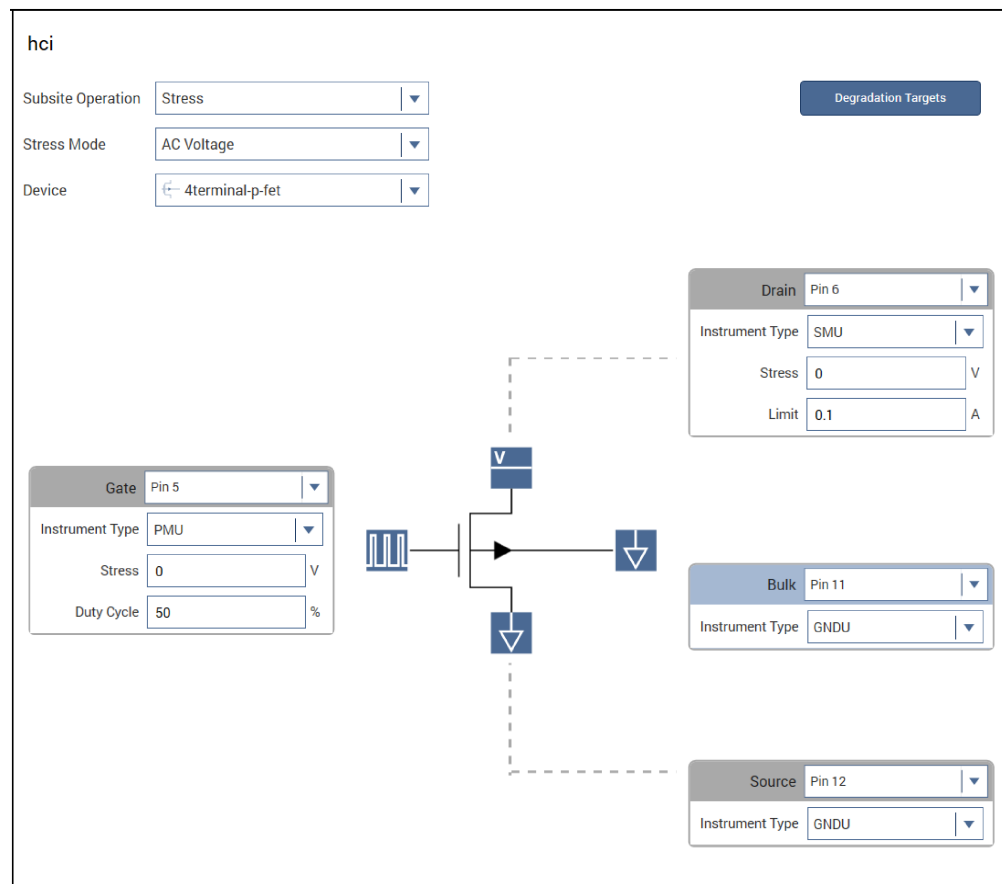 hci
Subsite Operation Stress
Degradation Targets
Stress Mode AC Voltage
Device 4terminal-p-fet
Drain Pin 6
Instrument Type SMU
Stress 0 V
Limit 0.1 A
V
Gate Pin 5
Instrument Type PMU
Stress 0 V
Duty Cycle 50 %
Bulk Pin 11
Instrument Type GNDU
Source Pin 12
Instrument Type GNDU